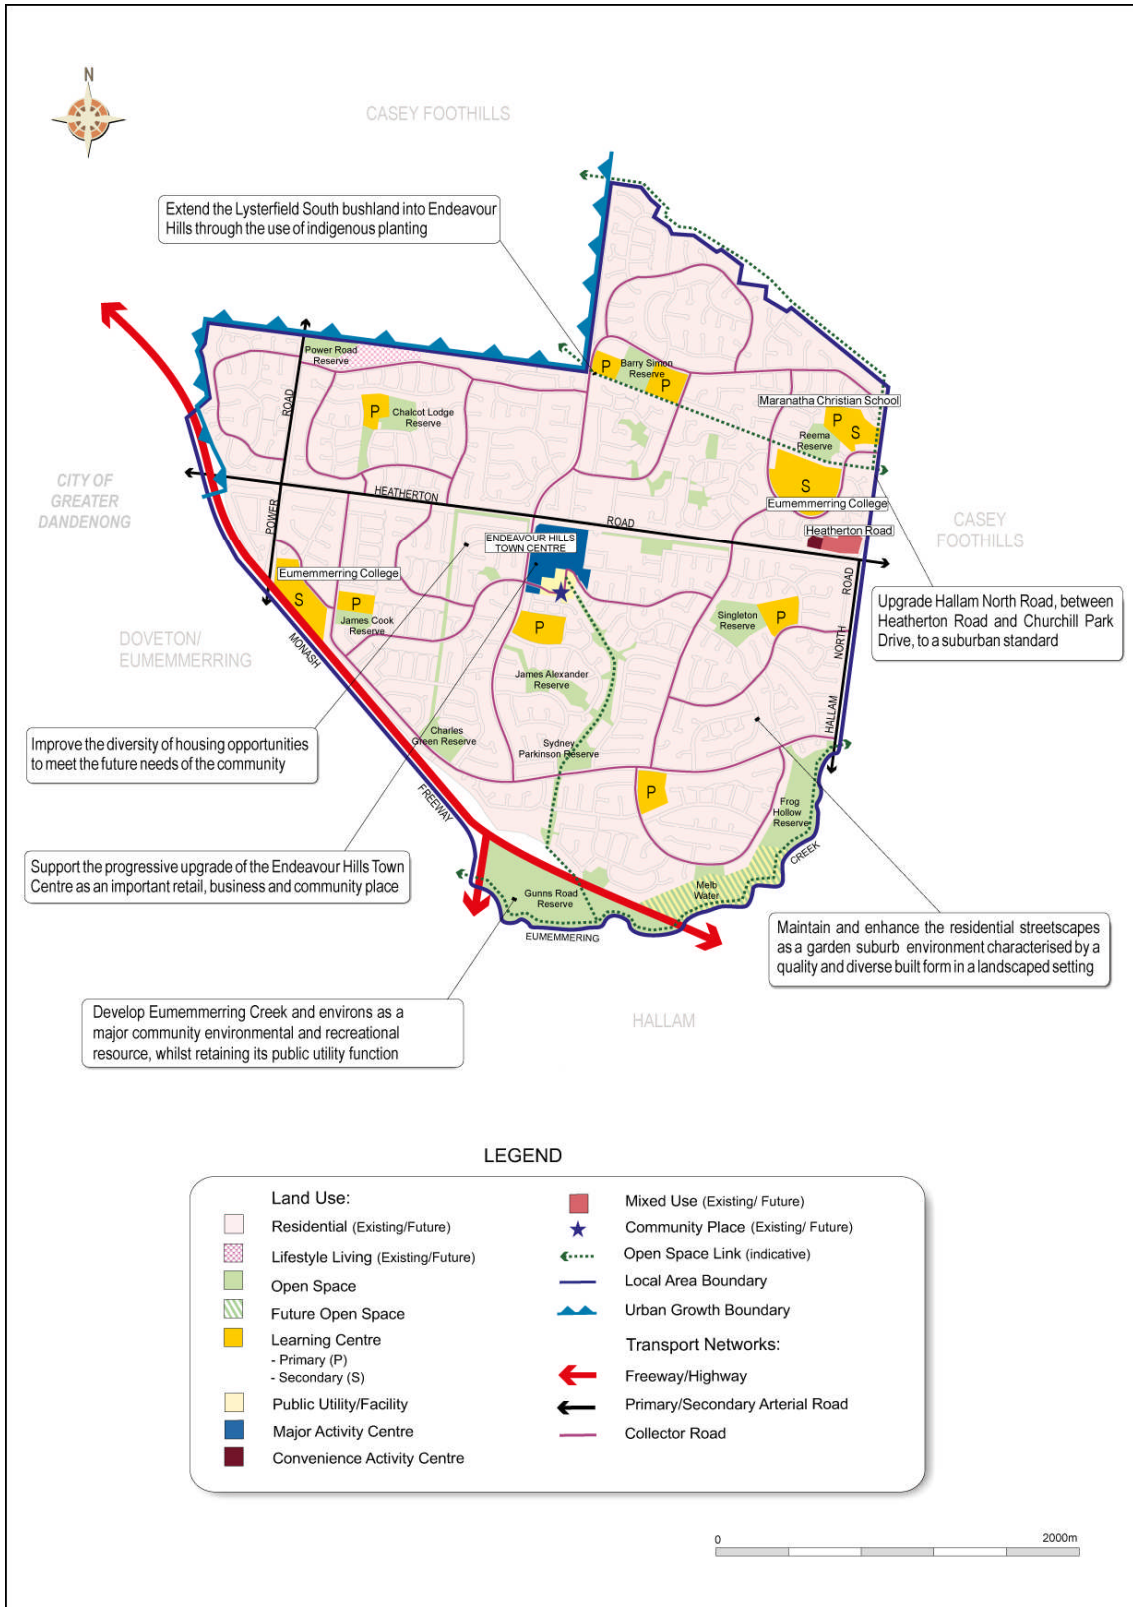 N
CASEY FOOTHILLS
Extend the Lysterfield South bushland into Endeavour
Hills through the use of indigenous planting
Power Road
Reserve
ROAD
P
Barry Simon
Reserve
P
Maranatha Christian School
P
S
Reema
Reserve
P
Chalcot Lodge
Reserve
CITY OF
GREATER
DANDENONG
HEATHERTON
ROAD
POWER
S
Eumemmerring College
Heatherton Road
CASEY
FOOTHILLS
ENDEAVOUR HILLS
TOWN CENTRE
Eumemmerring College
S
P
James Cook
Reserve
P
Singleton
Reserve
P
ROAD
NORTH
HALLAM
Upgrade Hallam North Road, between
Heatherton Road and Churchill Park
Drive, to a suburban standard
DOVETON/
EUMEMMERRING
MONASH
FREEWAY
James Alexander
Reserve
Charles
Green Reserve
Sydney
Parkinson Reserve
Improve the diversity of housing opportunities
to meet the future needs of the community
P
Frog
Hollow
Reserve
CREEK
Support the progressive upgrade of the Endeavour Hills Town
Centre as an important retail, business and community place
Melb
Water
Gunns Road
Reserve
EUMEMMERING
Maintain and enhance the residential streetscapes
as a garden suburb environment characterised by a
quality and diverse built form in a landscaped setting
Develop Eumemmerring Creek and environs as a
major community environmental and recreational
resource, whilst retaining its public utility function
HALLAM
LEGEND
Land Use:
Residential (Existing/Future)
Lifestyle Living (Existing/Future)
Open Space
Future Open Space
Learning Centre
- Primary (P)
- Secondary (S)
Public Utility/Facility
Major Activity Centre
Convenience Activity Centre
Mixed Use (Existing/ Future)
Community Place (Existing/ Future)
Open Space Link (indicative)
Local Area Boundary
Urban Growth Boundary
Transport Networks:
Freeway/Highway
Primary/Secondary Arterial Road
Collector Road
0
2000m